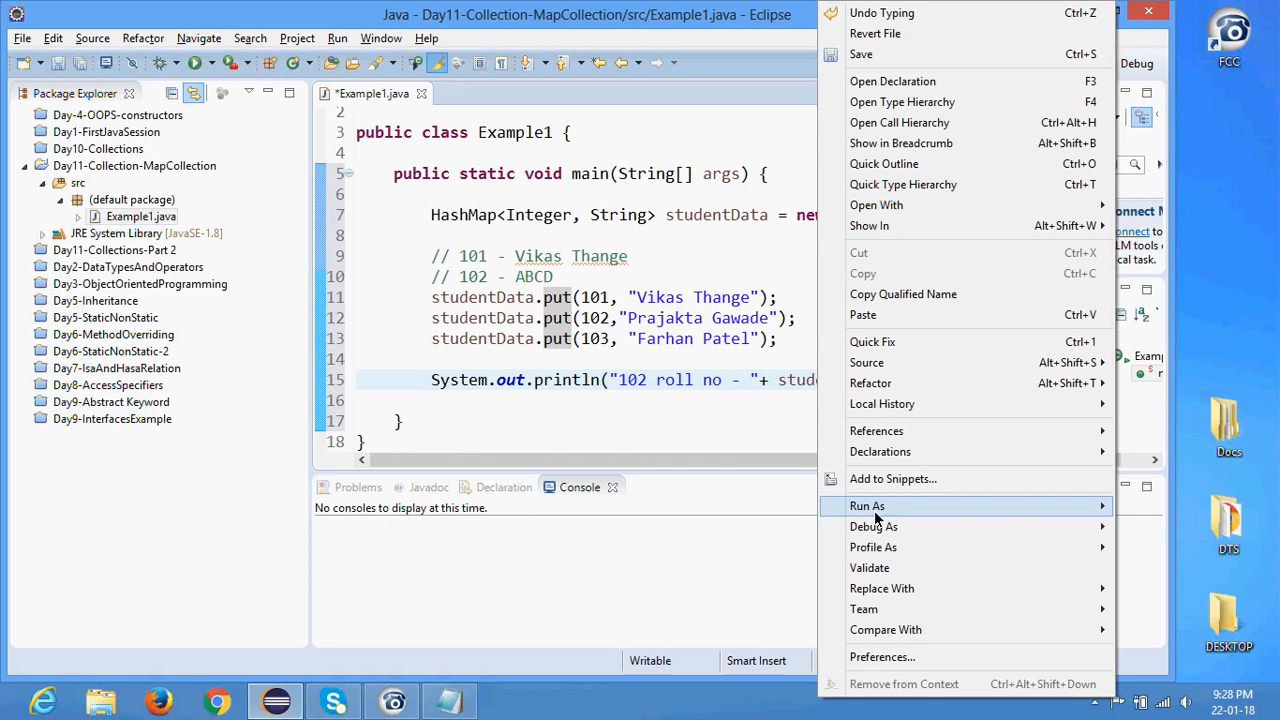 Java - Day11-Collection-MapCollection/src/Example1.java - Eclipse
File Edit Source Refactor Navigate Search Project Run Window Help
Debug
Package Explorer
Day-4-OOPS-constructors
Day1-FirstJavaSession
Day10-Collections
Day11-Collection-MapCollection
src
(default package)
Example1.java
JRE System Library [JavaSE-1.8]
Day11-Collections-Part 2
Day2-DataTypesAndOperators
Day3-ObjectOrientedProgramming
Day5-Inheritance
Day5-StaticNonStatic
Day6-MethodOverriding
Day6-StaticNonStatic-2
Day7-IsaAndHasaRelation
Day8-AccessSpecifiers
Day9-Abstract Keyword
Day9-InterfacesExample
*Example1.java
2
3 public class Example1 {
4
5 public static void main(String[] args) {
6
7 HashMap<Integer, String> studentData = new
8
9 // 101 - Vikas Thange
10 // 102 - ABCD
11 studentData.put(101, "Vikas Thange");
12 studentData.put(102,"Prajakta Gawade");
13 studentData.put(103, "Farhan Patel");
14
15 System.out.println("102 roll no - "+ stud
16
17 }
18 }
Problems Javadoc Declaration Console
No consoles to display at this time.
Writable Smart Insert
Undo Typing Ctrl+Z
Revert File
Save Ctrl+S
Open Declaration F3
Open Type Hierarchy F4
Open Call Hierarchy Ctrl+Alt+H
Show in Breadcrumb Alt+Shift+B
Quick Outline Ctrl+O
Quick Type Hierarchy Ctrl+T
Open With
Show In Alt+Shift+W
Cut Ctrl+X
Copy Ctrl+C
Copy Qualified Name
Paste Ctrl+V
Quick Fix Ctrl+1
Source Alt+Shift+S
Refactor Alt+Shift+T
Local History
References
Declarations
Add to Snippets...
Run As
Debug As
Profile As
Validate
Replace With
Team
Compare With
Preferences...
Remove from Context Ctrl+Alt+Shift+Down
onnect M
onnect to
LM tools
cal task.
Examp
FCC
Docs
DTS
DESKTOP
9:28 PM
22-01-18